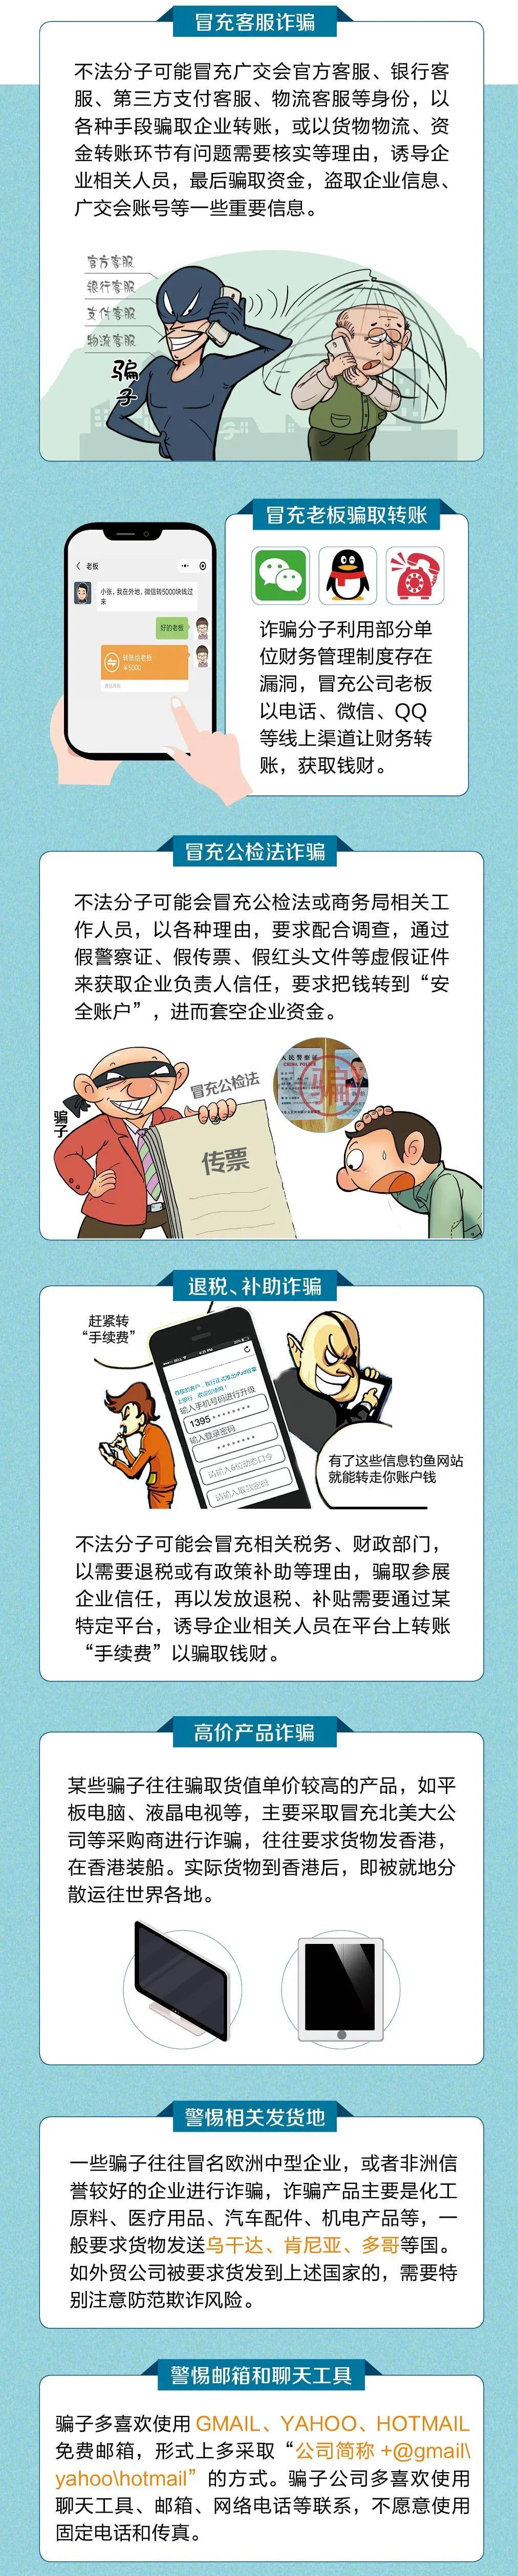 冒充客服诈骗
不法分子可能冒充广交会官方客服、银行客
服、第三方支付客服、物流客服等身份，以
各种手段骗取企业转账，或以货物物流、资
金转账环节有问题需要核实等理由，诱导企
业相关人员，最后骗取资金，盗取企业信息、
广交会账号等一些重要信息。
官方客服
银行客服
支付客服
物流客服
骗子
冒充老板骗取转账
老板
小张，我在外地，微信转5000块钱过
来
好的老板
转账给老板
¥5000
诈骗分子利用部分单
位财务管理制度存在
漏洞，冒充公司老板
以电话、微信、QQ
等线上渠道让财务转
账，获取钱财。
冒充公检法诈骗
不法分子可能会冒充公检法或商务局相关工
作人员，以各种理由，要求配合调查，通过
假警察证、假传票、假红头文件等虚假证件
来获取企业负责人信任，要求把钱转到“安
全账户”，进而套空企业资金。
骗子
冒充公检法
传票
人民警察证
CHINA POLICE
骗
退税、补助诈骗
赶紧转
“手续费”
4:21 PM
输入手机号码进行升级
1395••••••••
输入登录密码
••••••••
请输入6位动态口令
请输入取款密码
有了这些信息钓鱼网站
就能转走你账户钱
不法分子可能会冒充相关税务、财政部门，
以需要退税或有政策补助等理由，骗取参展
企业信任，再以发放退税、补贴需要通过某
特定平台，诱导企业相关人员在平台上转账
“手续费”以骗取钱财。
高价产品诈骗
某些骗子往往骗取货值单价较高的产品，如平
板电脑、液晶电视等，主要采取冒充北美大公
司等采购商进行诈骗，往往要求货物发香港，
在香港装船。实际货物到香港后，即被就地分
散运往世界各地。
警惕相关发货地
一些骗子往往冒名欧洲中型企业，或者非洲信
誉较好的企业进行诈骗，诈骗产品主要是化工
原料、医疗用品、汽车配件、机电产品等，一
般要求货物发送乌干达、肯尼亚、多哥等国。
如外贸公司被要求货发到上述国家的，需要特
别注意防范欺诈风险。
警惕邮箱和聊天工具
骗子多喜欢使用 GMAIL、YAHOO、HOTMAIL
免费邮箱，形式上多采取“公司简称 +@gmail\
yahoo\hotmail”的方式。骗子公司多喜欢使用
聊天工具、邮箱、网络电话等联系，不愿意使用
固定电话和传真。